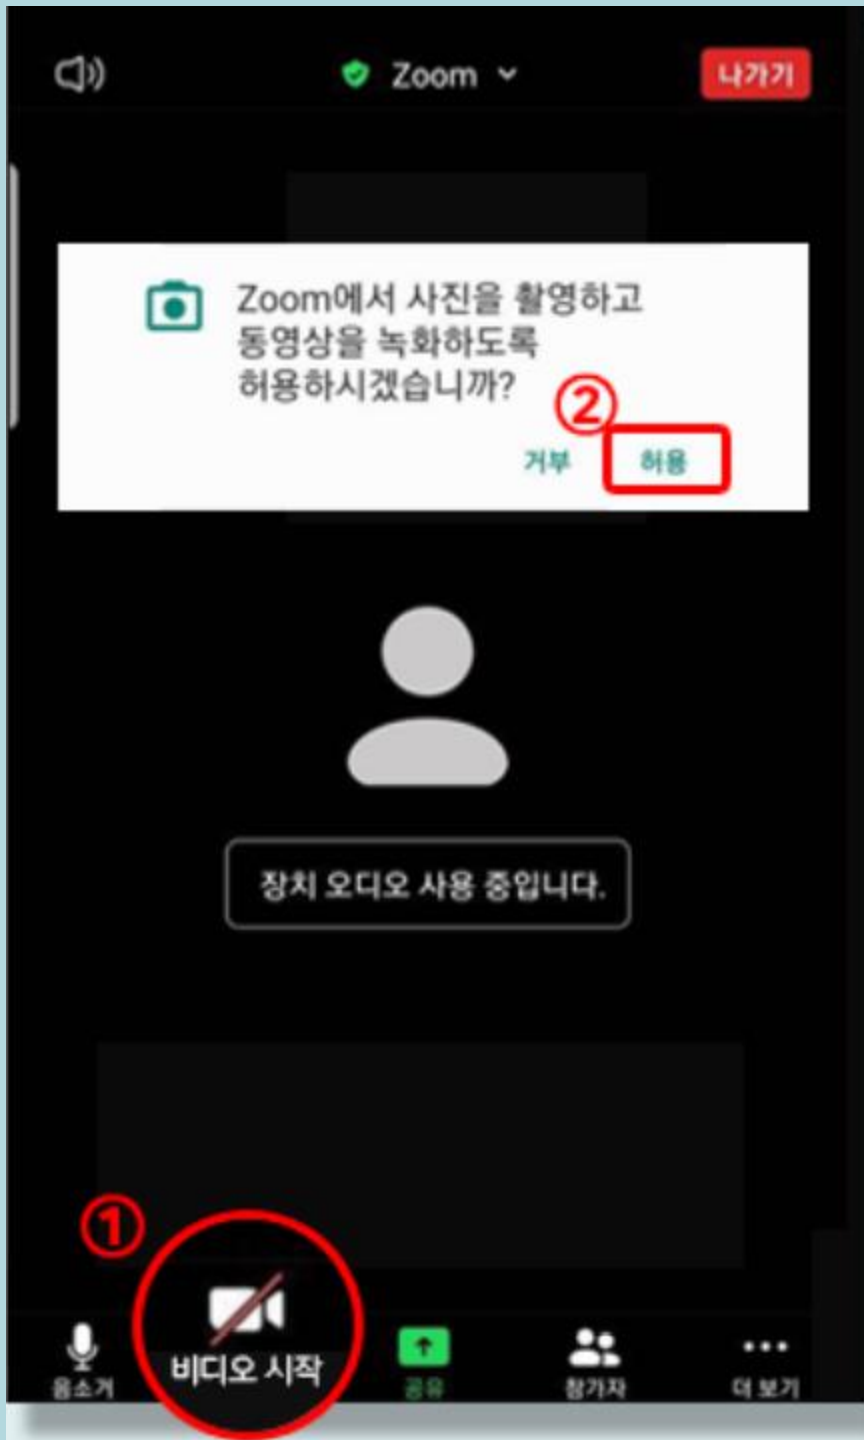 Zoom
나가기
Zoom에서 사진을 촬영하고
동영상을 녹화하도록
허용하시겠습니까?
②
거부
허용
장치 오디오 사용 중입니다.
①
음소거
비디오 시작
공유
참가자
더 보기